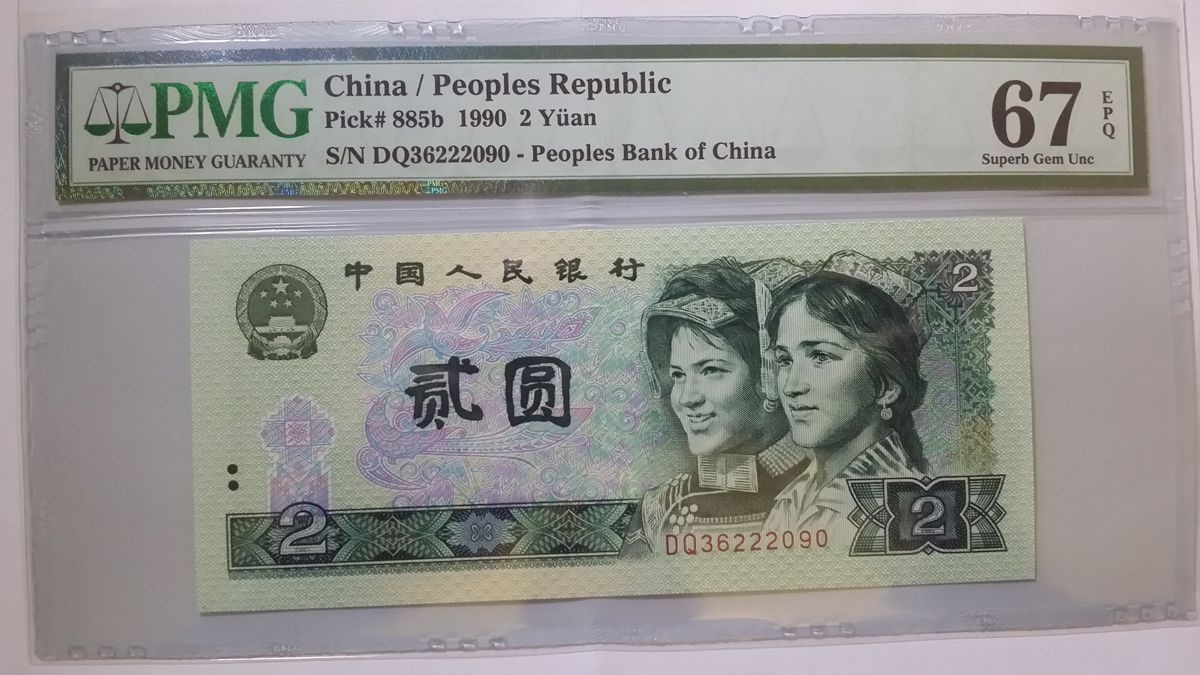 PMG
PAPER MONEY GUARANTY
China / Peoples Republic
Pick# 885b 1990 2 Yüan
S/N DQ36222090 - Peoples Bank of China
67
EPQ
Superb Gem Unc
中国人民银行
2
贰圆
2
2
DQ36222090